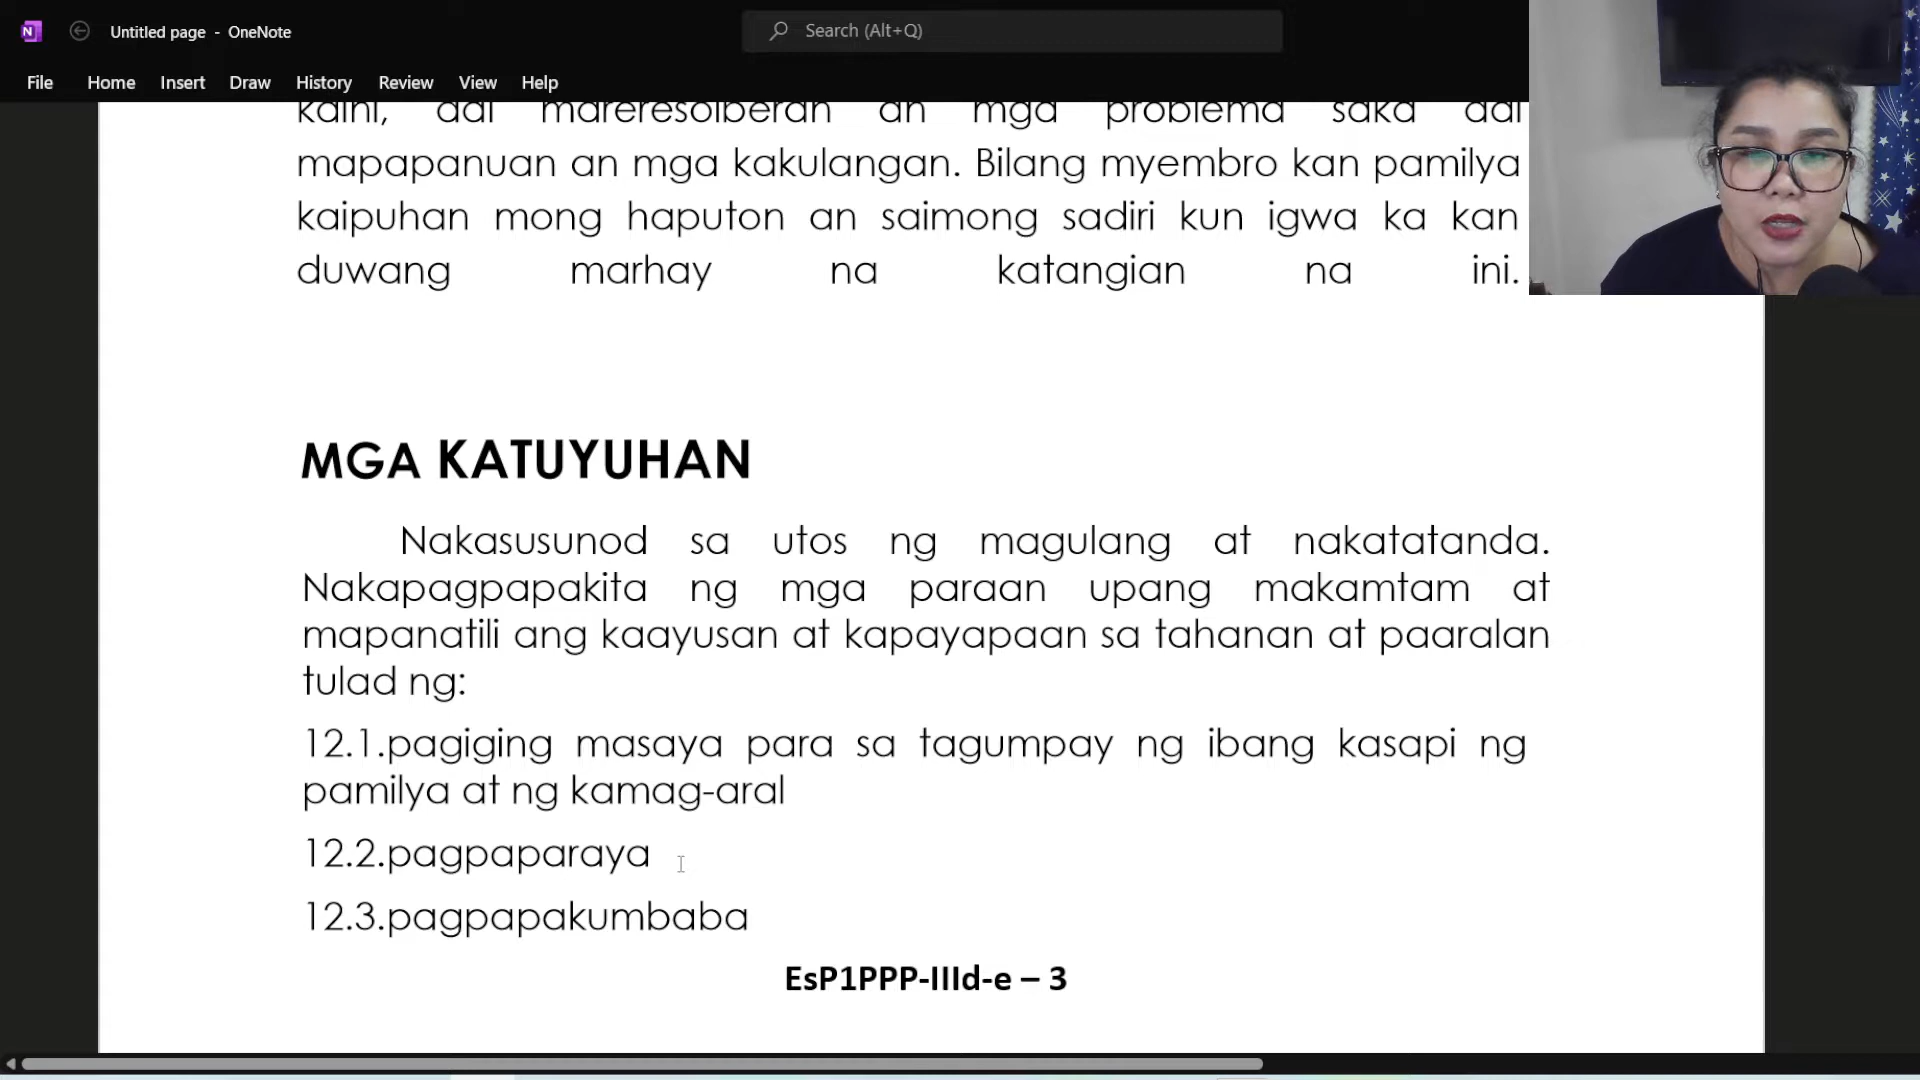 Untitled page - OneNote
Search (Alt+Q)
File Home Insert Draw History Review View Help
kaini, dai mareresolberan an mga problema saka dai
mapapanuan an mga kakulangan. Bilang myembro kan pamilya
kaipuhan mong haputon an saimong sadiri kun igwa ka kan
duwang marhay na katangian na ini.
MGA KATUYUHAN
Nakasusunod sa utos ng magulang at nakatatanda.
Nakapagpapakita ng mga paraan upang makamtam at
mapanatili ang kaayusan at kapayapaan sa tahanan at paaralan
tulad ng:
12.1.pagiging masaya para sa tagumpay ng ibang kasapi ng
pamilya at ng kamag-aral
12.2.pagpaparaya
12.3.pagpapakumbaba
EsP1PPP-IIId-e – 3